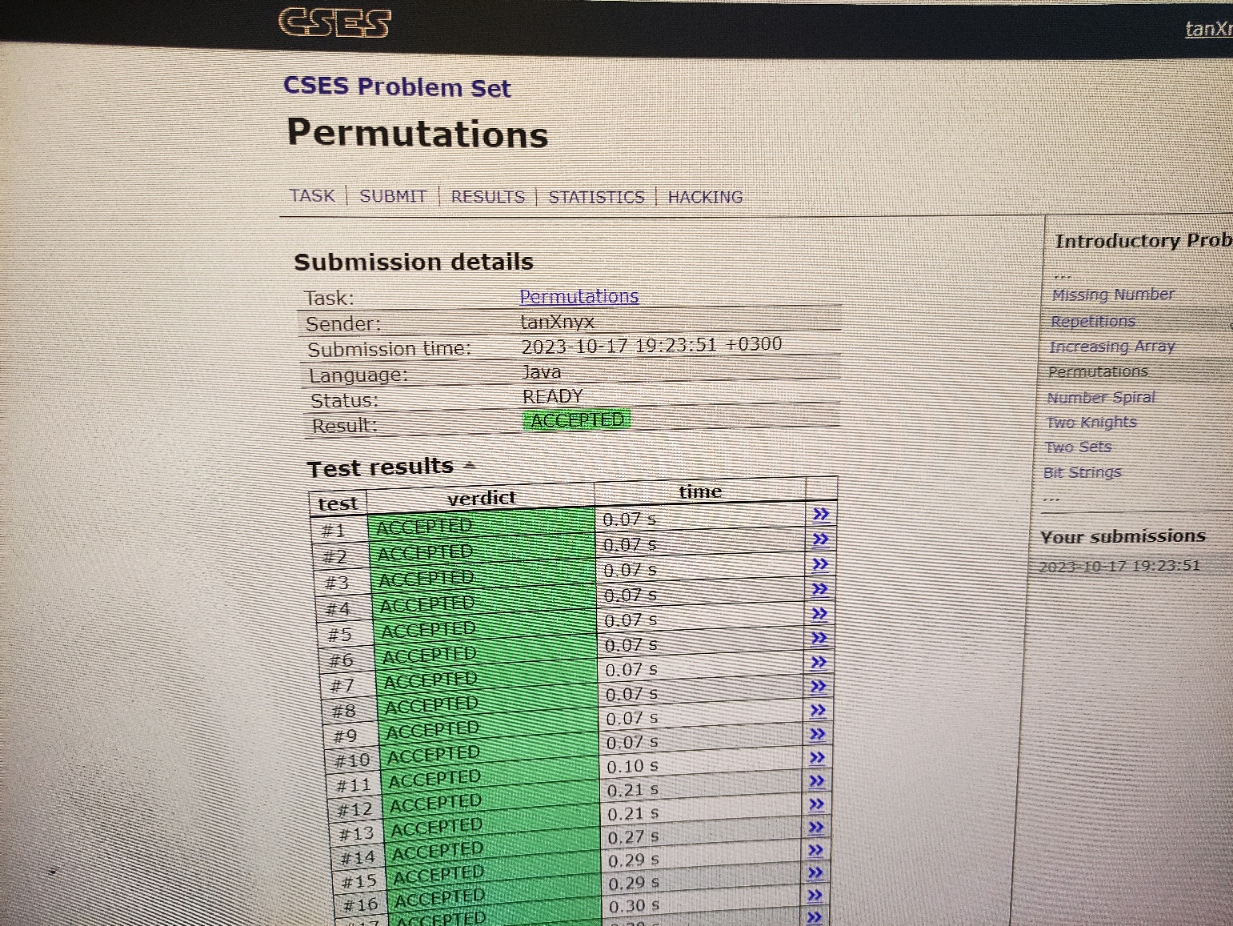 CSES
tanXn
CSES Problem Set
Permutations
TASK | SUBMIT | RESULTS | STATISTICS | HACKING
Submission details
Task: Permutations
Sender: tanXnyx
Submission time: 2023-10-17 19:23:51 +0300
Language: Java
Status: READY
Result: ACCEPTED
Test results
test verdict time
#1 ACCEPTED 0.07 s »
#2 ACCEPTED 0.07 s »
#3 ACCEPTED 0.07 s »
#4 ACCEPTED 0.07 s »
#5 ACCEPTED 0.07 s »
#6 ACCEPTED 0.07 s »
#7 ACCEPTED 0.07 s »
#8 ACCEPTED 0.07 s »
#9 ACCEPTED 0.07 s »
#10 ACCEPTED 0.07 s »
#11 ACCEPTED 0.10 s »
#12 ACCEPTED 0.21 s »
#13 ACCEPTED 0.21 s »
#14 ACCEPTED 0.27 s »
#15 ACCEPTED 0.29 s »
#16 ACCEPTED 0.29 s »
#17 ACCEPTED 0.30 s »
Introductory Prob
...
Missing Number
Repetitions
Increasing Array
Permutations
Number Spiral
Two Knights
Two Sets
Bit Strings
...
Your submissions
2023-10-17 19:23:51